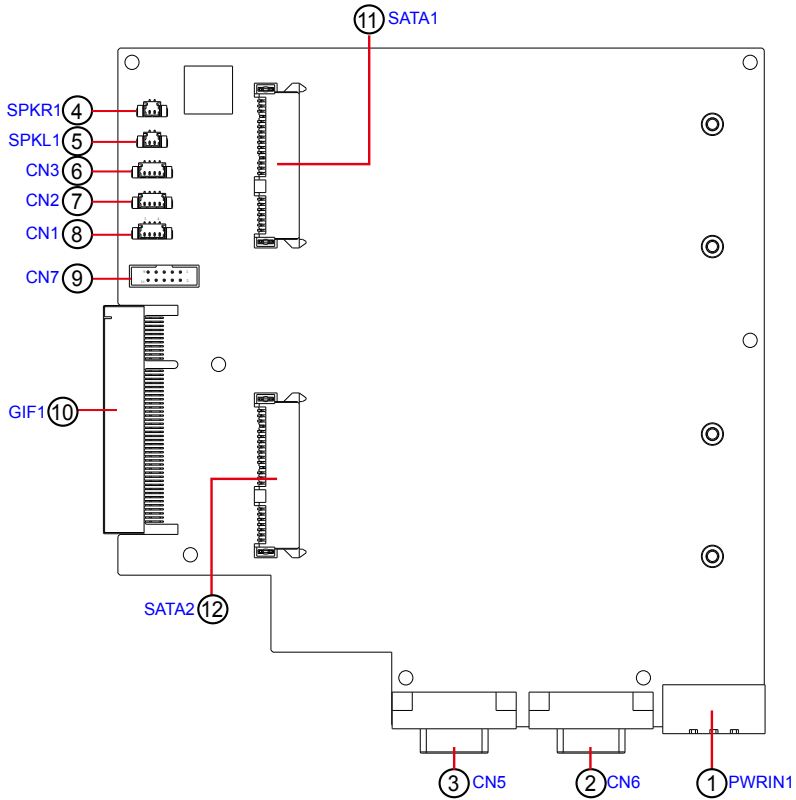 11 SATA1
SPKR1 4
SPKL1 5
CN3 6
CN2 7
CN1 8
CN7 9
GIF1 10
SATA2 12
3 CN5
2 CN6
1 PWRIN1